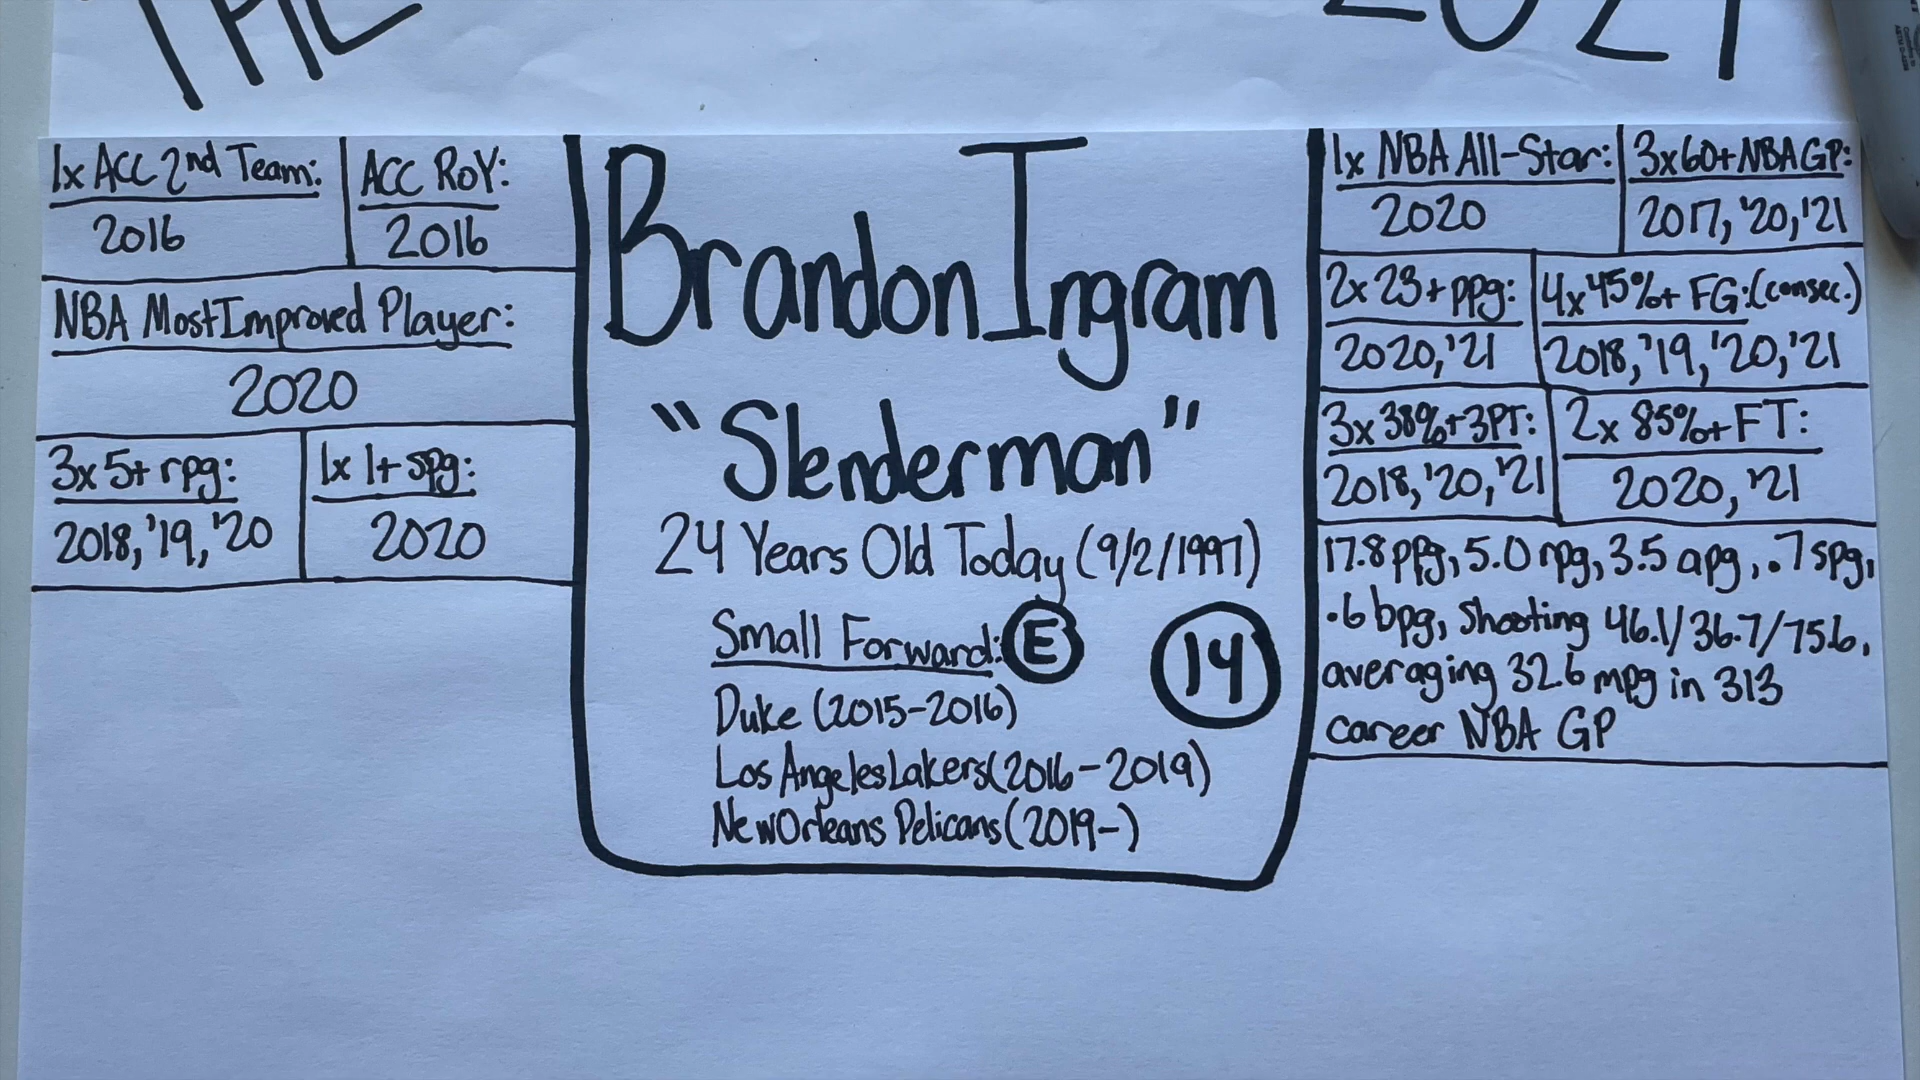 THE 2021
1x ACC 2nd Team:
2016
ACC RoY:
2016
NBA Most Improved Player:
2020
3x 5+ rpg:
2018, '19, '20
1x 1+ spg:
2020
Brandon Ingram
"Slenderman"
24 Years Old Today (9/2/1997)
Small Forward: E
14
Duke (2015-2016)
Los Angeles Lakers (2016-2019)
New Orleans Pelicans (2019-)
1x NBA All-Star:
2020
3x 60+ NBA GP:
2017, '20, '21
2x 23+ ppg:
2020, '21
4x 45%+ FG: (consec.)
2018, '19, '20, '21
3x 38%+ 3PT:
2018, '20, '21
2x 85%+ FT:
2020, '21
17.8 ppg, 5.0 rpg, 3.5 apg, .7 spg,
.6 bpg, shooting 46.1/36.7/75.6,
averaging 32.6 mpg in 313
career NBA GP